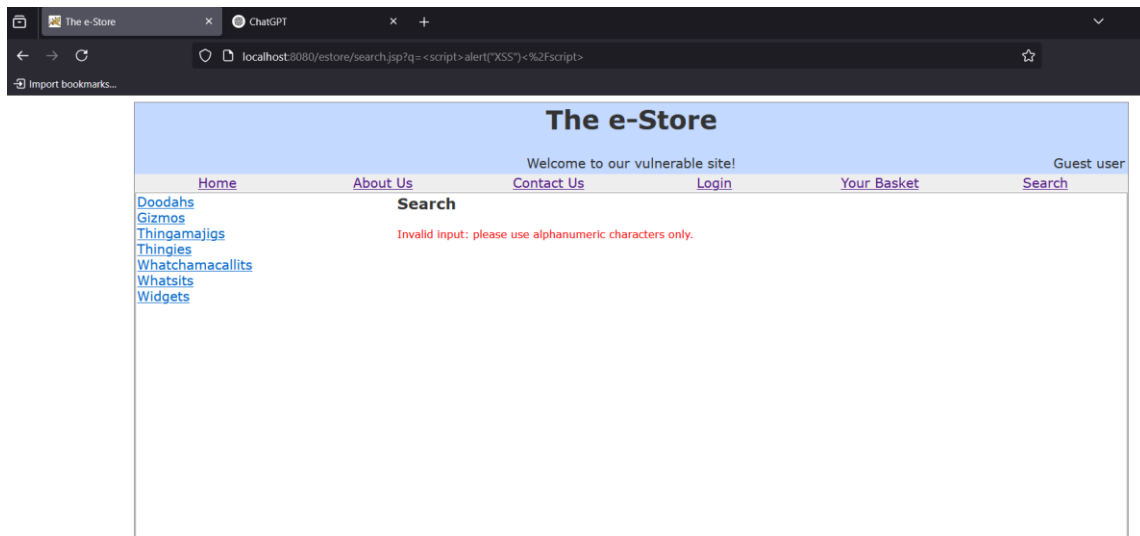 The e-Store
ChatGPT
localhost:8080/estore/search.jsp?q=<script>alert("XSS")<%2Fscript>
Import bookmarks...
The e-Store
Welcome to our vulnerable site!
Guest user
Home About Us Contact Us Login Your Basket Search
Doodahs
Gizmos
Thingamajigs
Thingies
Whatchamacallits
Whatsits
Widgets
Search
Invalid input: please use alphanumeric characters only.